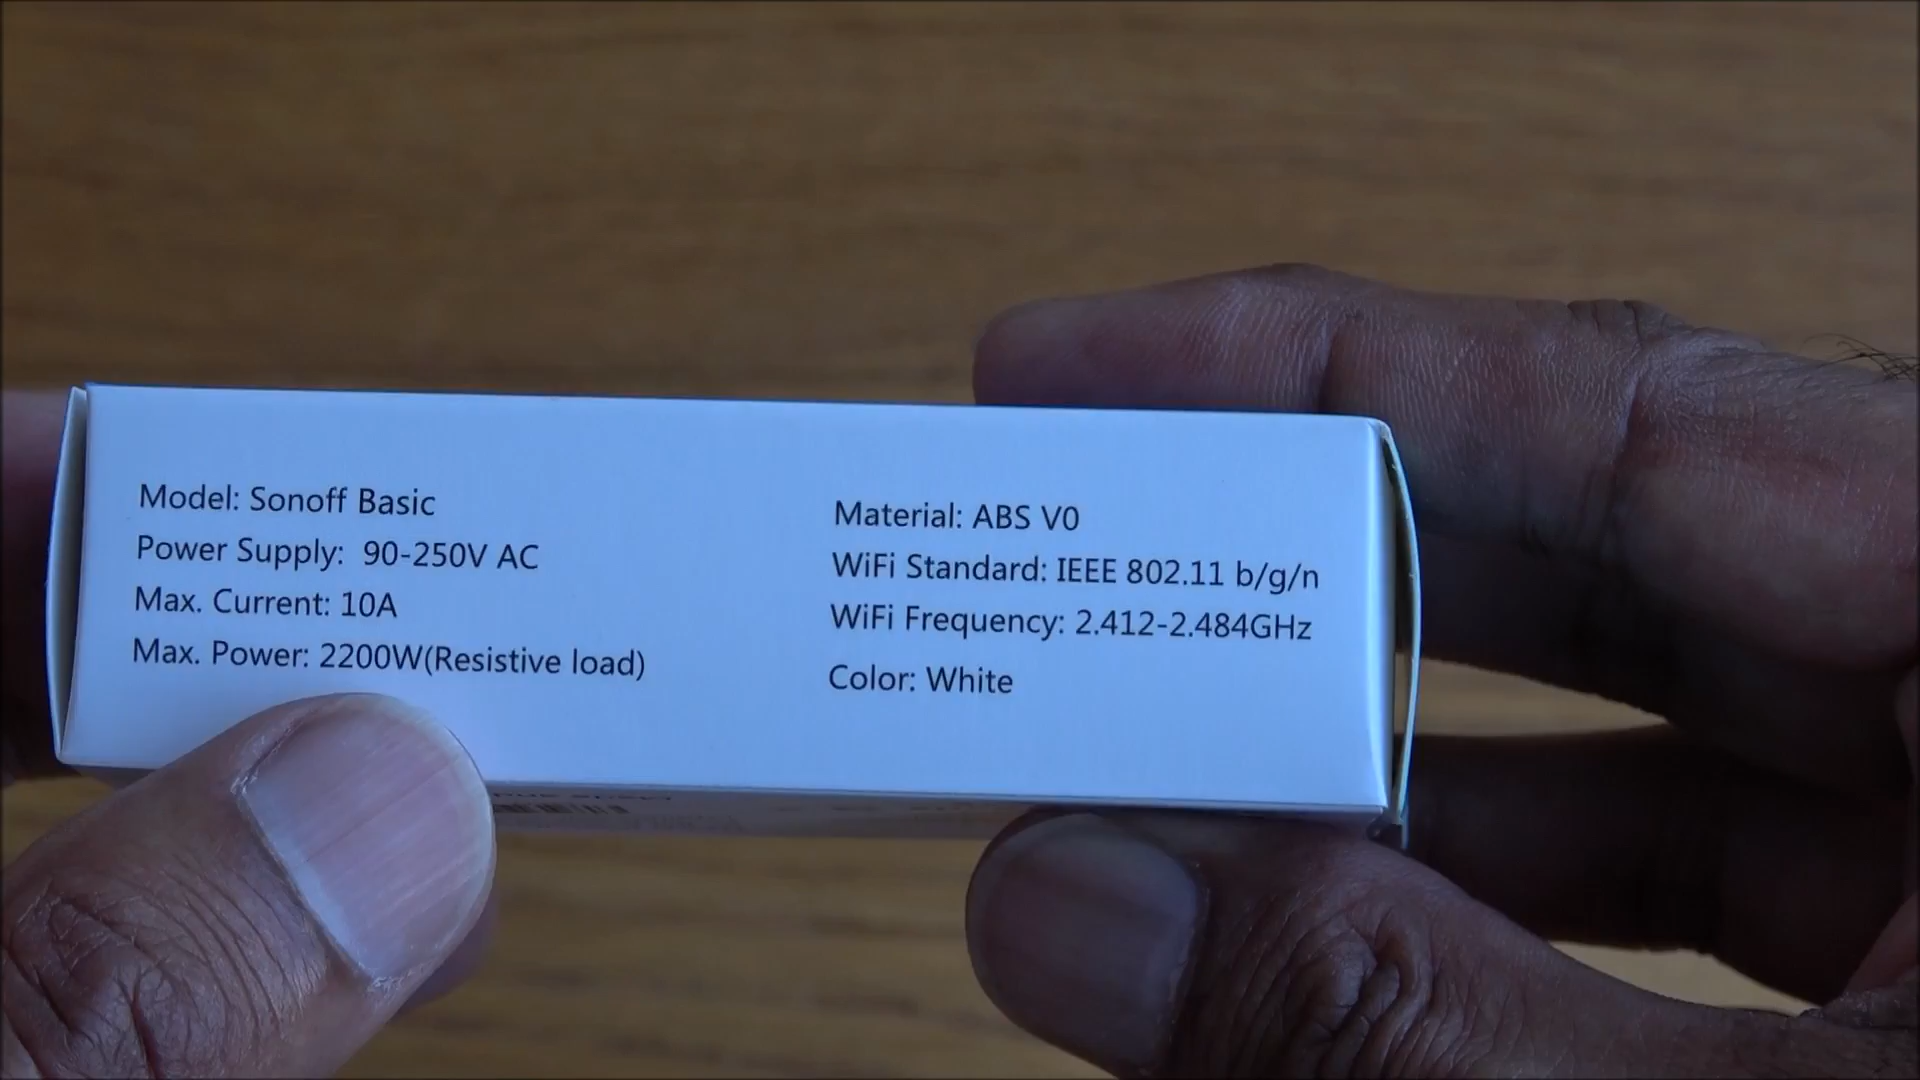 Model: Sonoff Basic
Power Supply: 90-250V AC
Max. Current: 10A
Max. Power: 2200W(Resistive load)
Material: ABS V0
WiFi Standard: IEEE 802.11 b/g/n
WiFi Frequency: 2.412-2.484GHz
Color: White